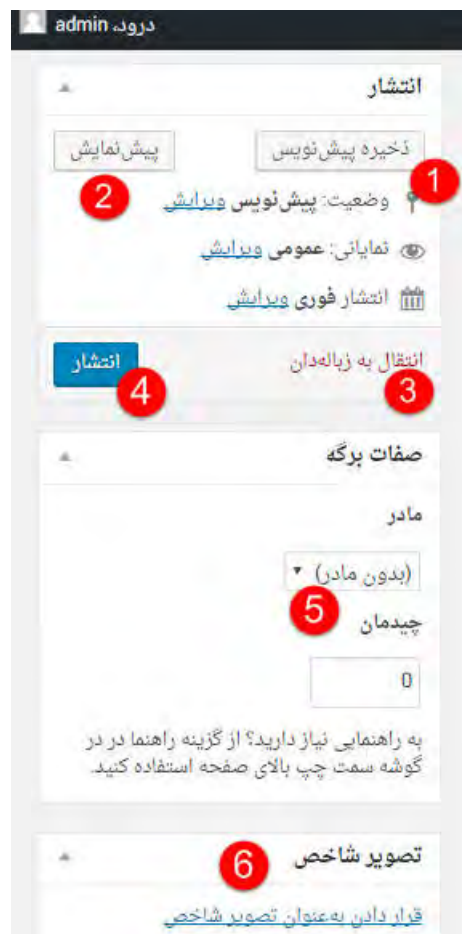 درود، admin
انتشار
ذخیره پیش‌نویس پیش‌نمایش
1
2
وضعیت: پیش‌نویس ویرایش
نمایانی: عمومی ویرایش
انتشار فوری ویرایش
انتقال به زباله‌دان انتشار
3
4
صفات برگه
مادر
(بدون مادر)
5
چیدمان
0
به راهنمایی نیاز دارید؟ از گزینه راهنما در در
گوشه سمت چپ بالای صفحه استفاده کنید.
تصویر شاخص
6
قرار دادن به‌عنوان تصویر شاخص